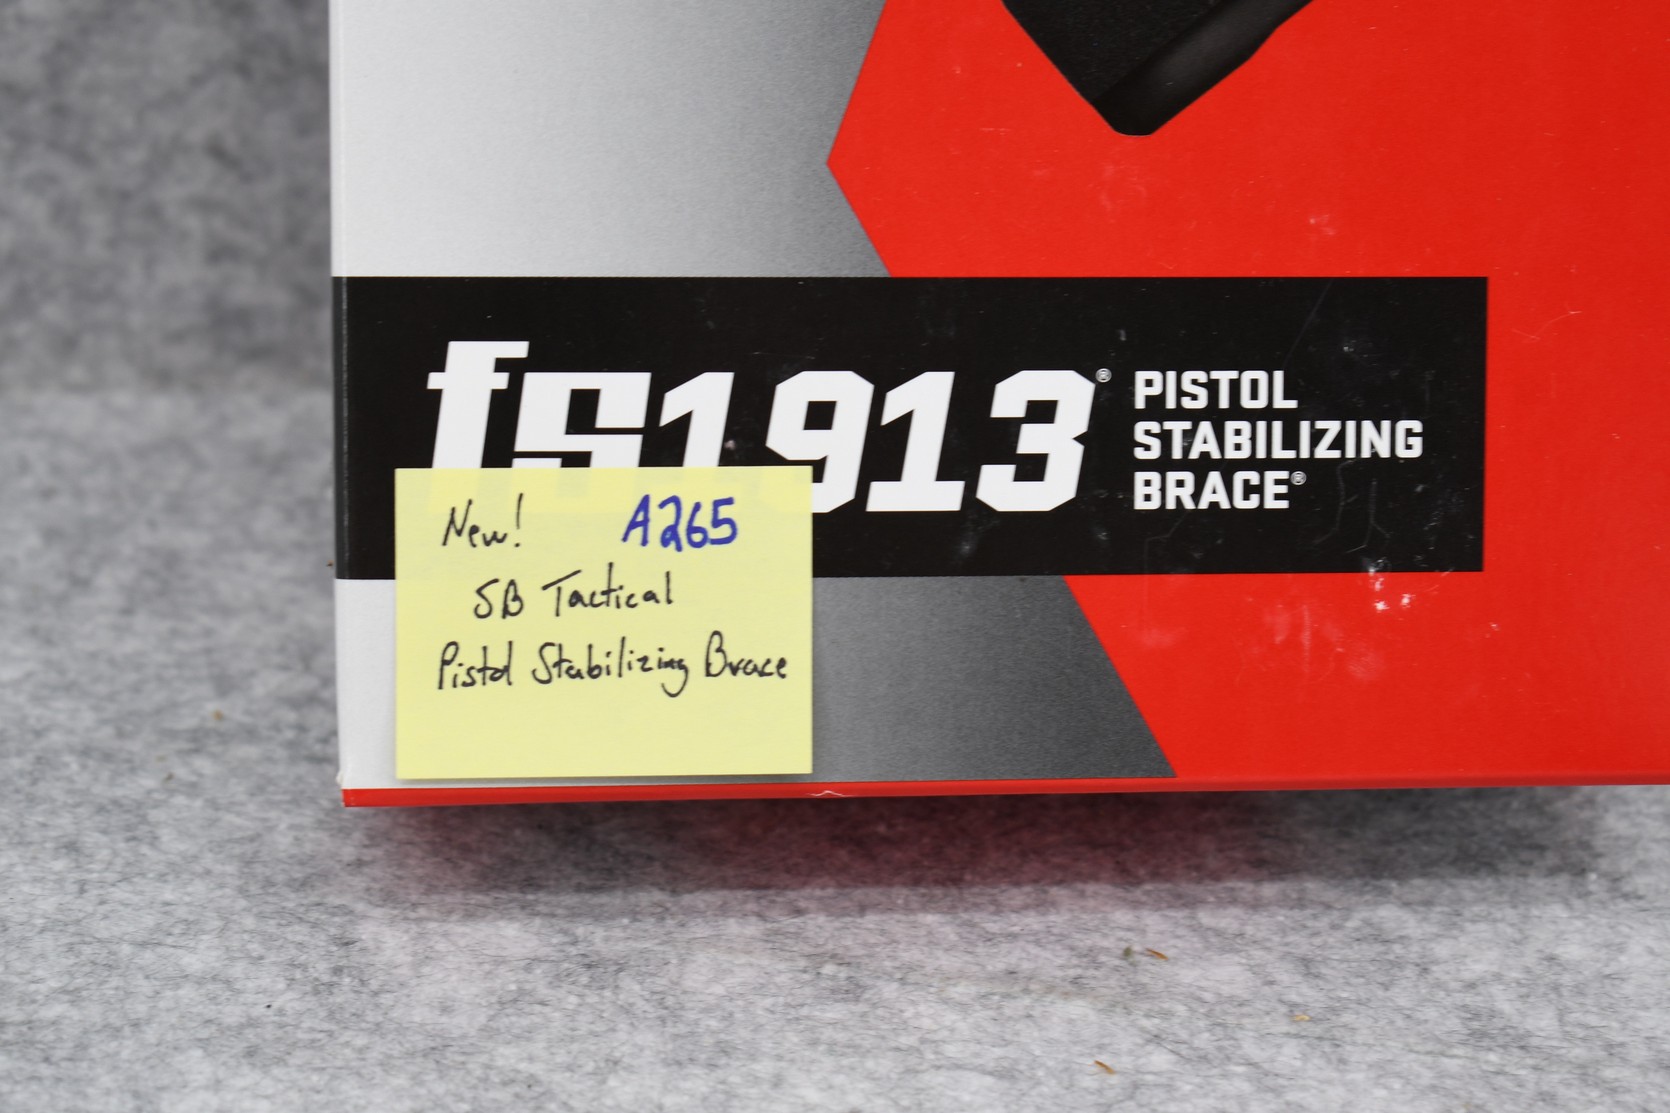 fs1913®
PISTOL
STABILIZING
BRACE®
New! A265
SB Tactical
Pistol Stabilizing Brace